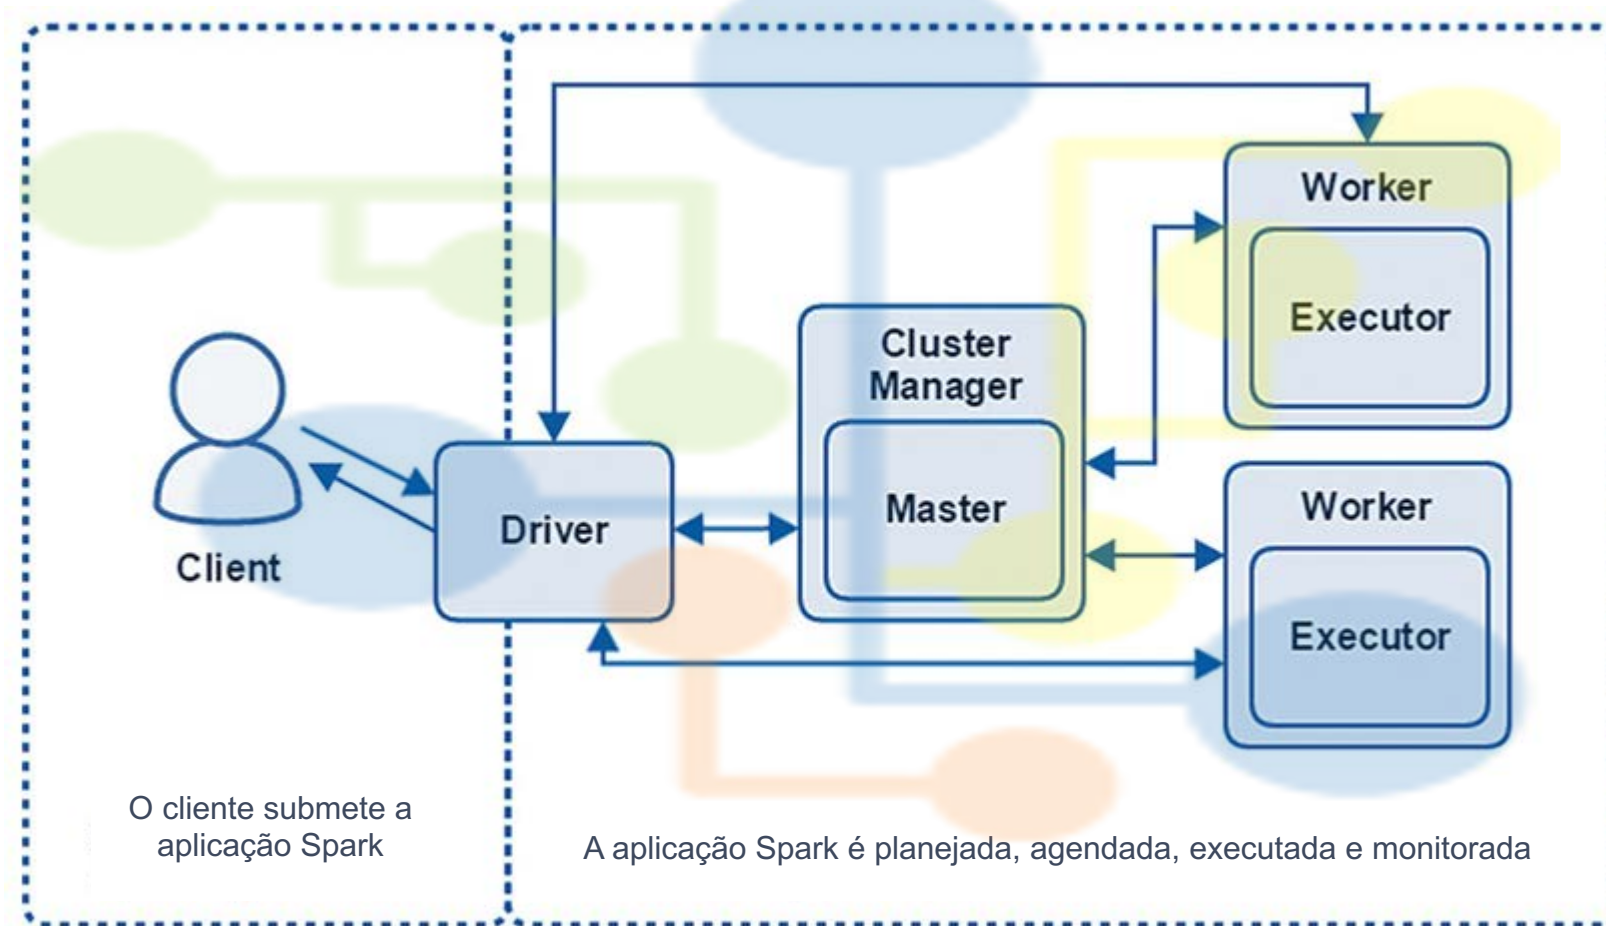 Client
Driver
Cluster
Manager
Master
Worker
Executor
Worker
Executor
O cliente submete a
aplicação Spark
A aplicação Spark é planejada, agendada, executada e monitorada